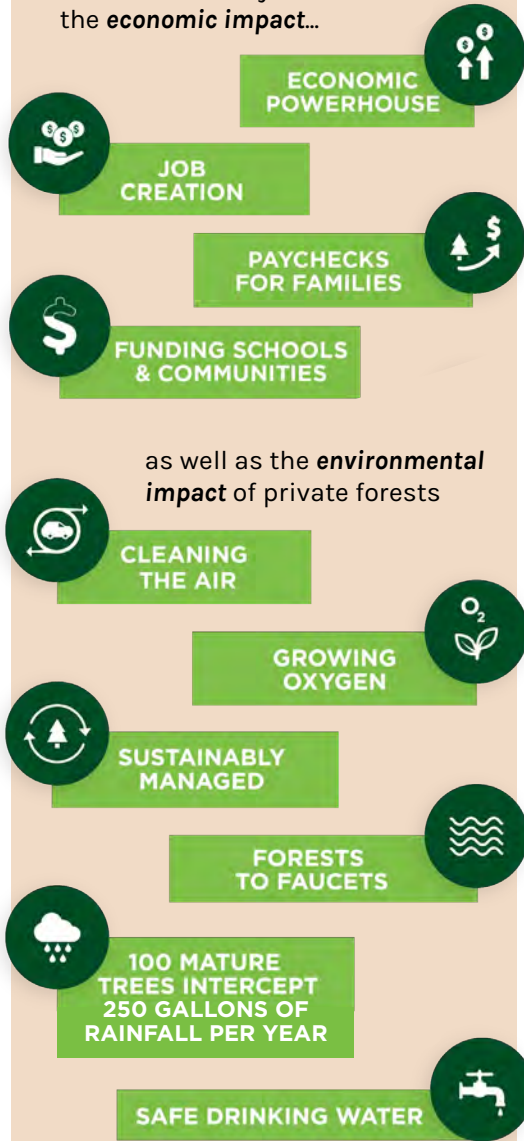 the economic impact...
ECONOMIC
POWERHOUSE
JOB
CREATION
PAYCHECKS
FOR FAMILIES
FUNDING SCHOOLS
& COMMUNITIES
as well as the environmental
impact of private forests
CLEANING
THE AIR
O₂
GROWING
OXYGEN
SUSTAINABLY
MANAGED
FORESTS
TO FAUCETS
100 MATURE
TREES INTERCEPT
250 GALLONS OF
RAINFALL PER YEAR
SAFE DRINKING WATER